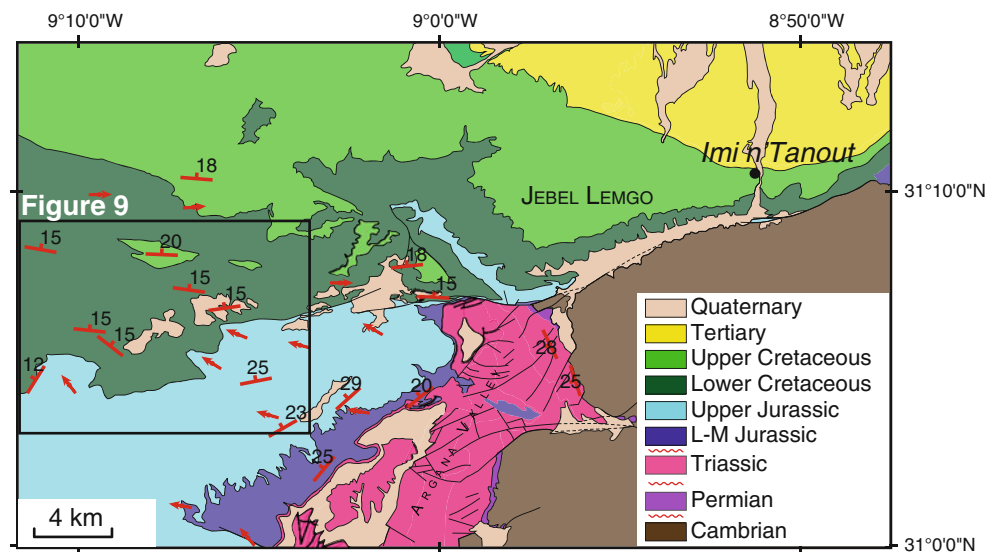 9°10'0"W
9°00'W
8°50'0"W
18
Imi n'Tanout
JEBEL LEMGO
31°10'0"N
Figure 9
15
20
18
15
15
15
15
15
12
25
29
20
23
25
28
25
ARGANA VALLEY
Quaternary
Tertiary
Upper Cretaceous
Lower Cretaceous
Upper Jurassic
L-M Jurassic
Triassic
Permian
Cambrian
4 km
31°0'0"N